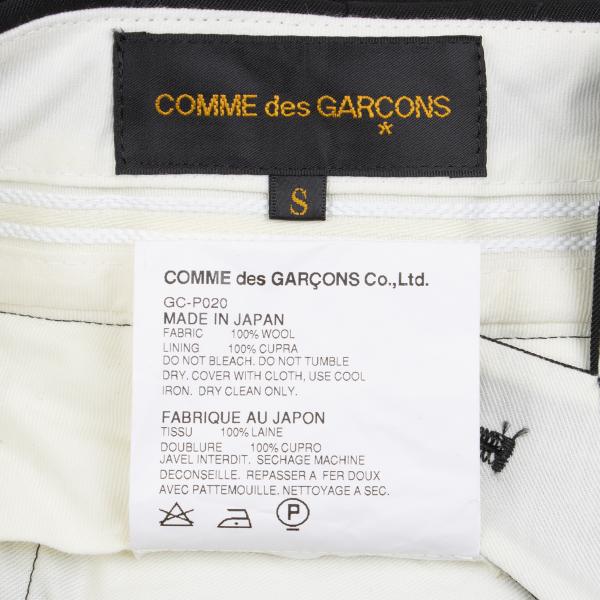 COMME des GARÇONS
*
S
COMME des GARÇONS Co.,Ltd.
GC-P020
MADE IN JAPAN
FABRIC 100% WOOL
LINING 100% CUPRA
DO NOT BLEACH. DO NOT TUMBLE
DRY. COVER WITH CLOTH, USE COOL
IRON. DRY CLEAN ONLY.
FABRIQUE AU JAPON
TISSU 100% LAINE
DOUBLURE 100% CUPRO
JAVEL INTERDIT. SECHAGE MACHINE
DECONSEILLE. REPASSER A FER DOUX
AVEC PATTEMOUILLE. NETTOYAGE A SEC.
P